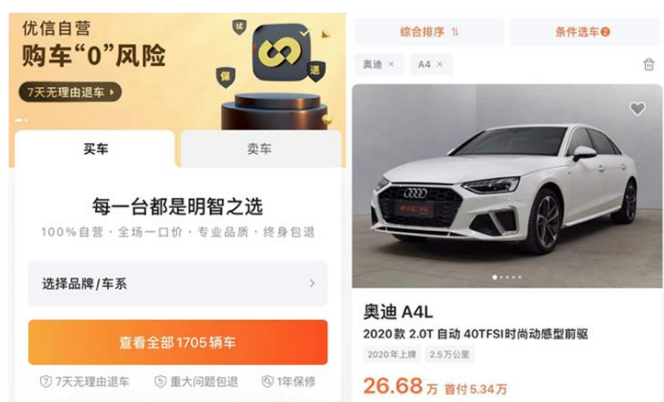 优信自营
购车“0”风险
7天无理由退车
试
保
退
买车
卖车
每一台都是明智之选
100%自营·全场一口价·专业品质·终身包退
选择品牌/车系
查看全部1705辆车
7天无理由退车
重大问题包退
1年保修
综合排序
条件选车2
奥迪 ×
A4 ×
奥迪 A4L
2020款 2.0T 自动 40TFSI时尚动感型前驱
2020年上牌
2.5万公里
26.68万 首付5.34万